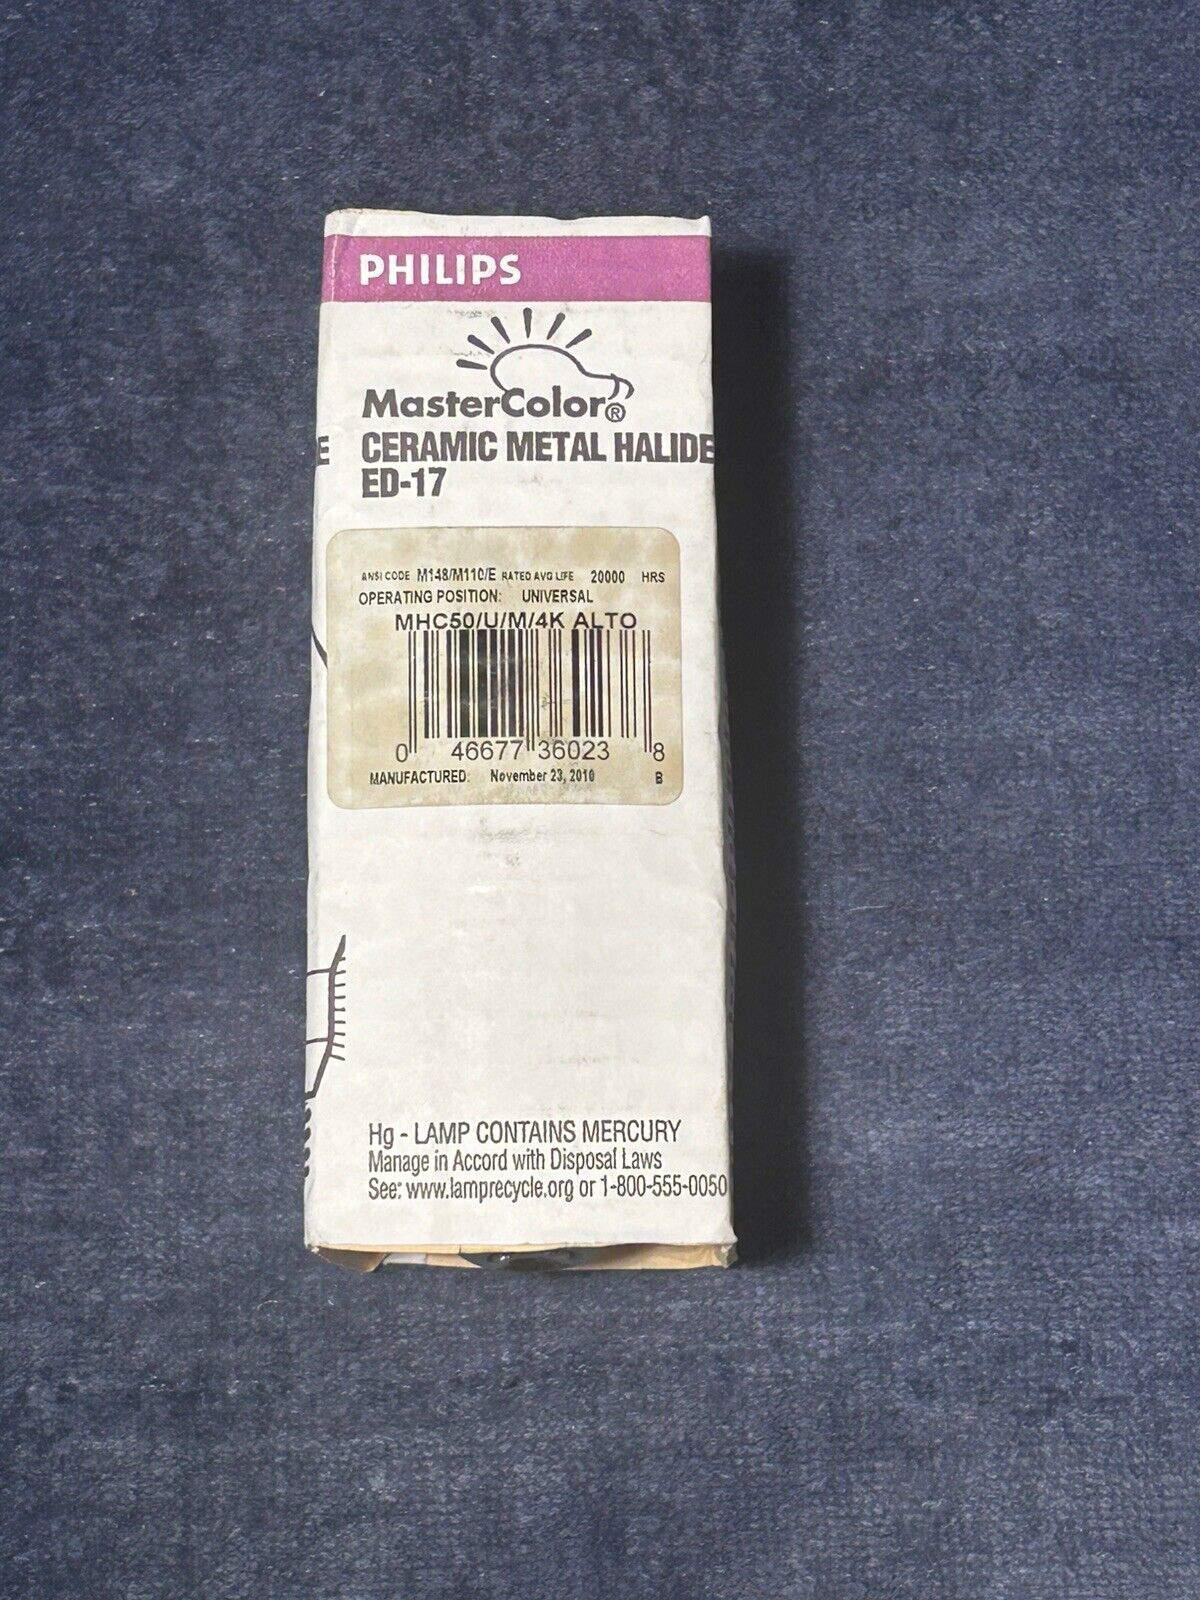 PHILIPS
MasterColor®
E CERAMIC METAL HALIDE
ED-17
ANSI CODE M148/M110/E RATED AVG LIFE 20000 HRS
OPERATING POSITION: UNIVERSAL
MHC50/U/M/4K ALTO
0 46677 36023 8
MANUFACTURED: November 23, 2010 B
Hg - LAMP CONTAINS MERCURY
Manage in Accord with Disposal Laws
See: www.lamprecycle.org or 1-800-555-0050